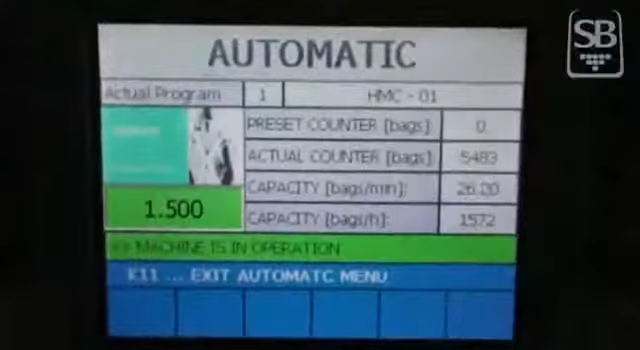 SB
AUTOMATIC
Actual Program 1 HMC - 01
PRESET COUNTER [bags] 0
ACTUAL COUNTER [bags] 5483
CAPACITY [bags/min]: 26.20
1.500
CAPACITY [bags/h]: 1572
>> MACHINE IS IN OPERATION
K11 ... EXIT AUTOMATC MENU